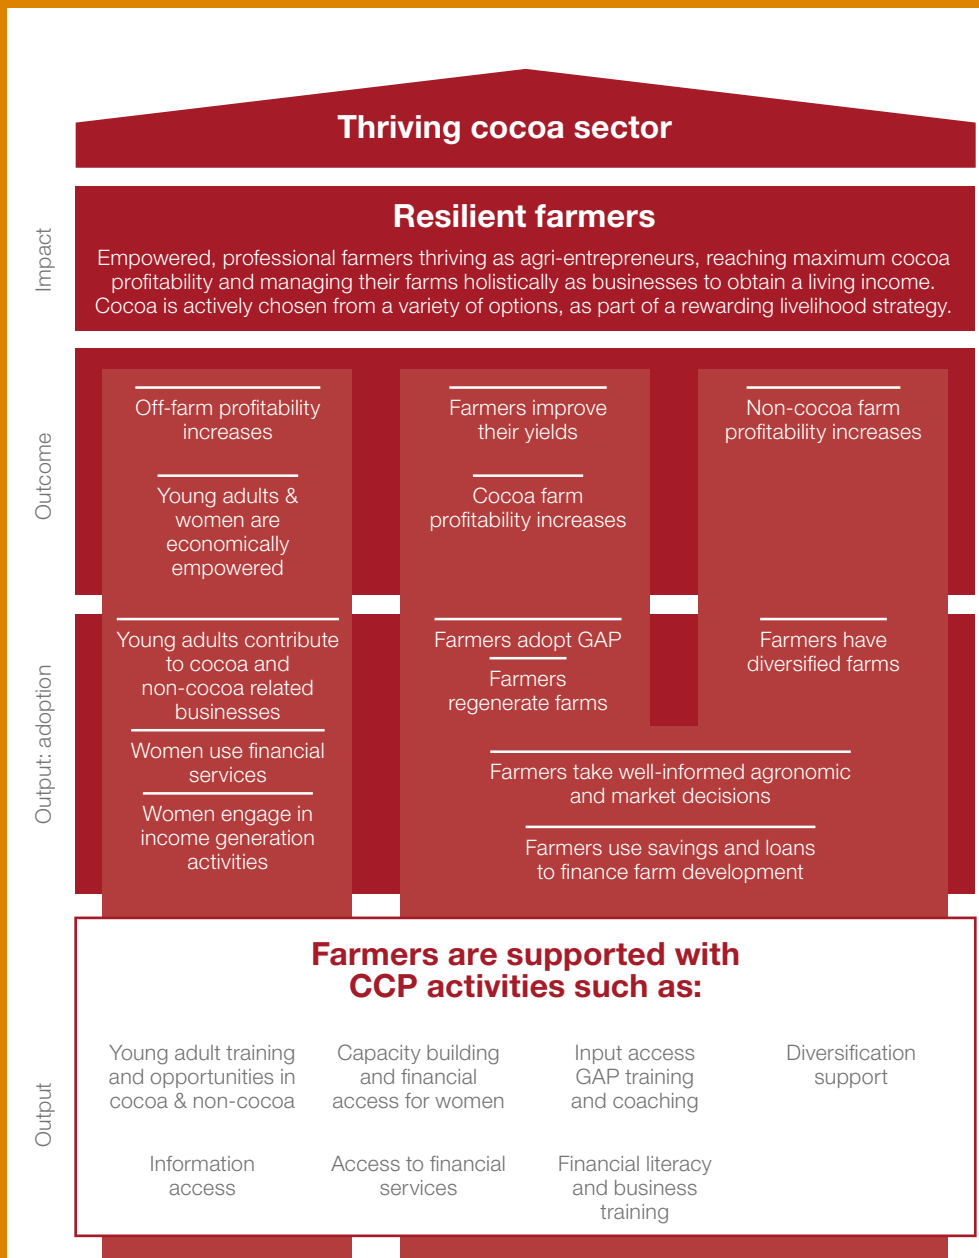 Thriving cocoa sector
Impact
Resilient farmers
Empowered, professional farmers thriving as agri-entrepreneurs, reaching maximum cocoa
profitability and managing their farms holistically as businesses to obtain a living income.
Cocoa is actively chosen from a variety of options, as part of a rewarding livelihood strategy.
Outcome
Off-farm profitability
increases
Young adults &
women are
economically
empowered
Farmers improve
their yields
Cocoa farm
profitability increases
Non-cocoa farm
profitability increases
Output: adoption
Young adults contribute
to cocoa and
non-cocoa related
businesses
Women use financial
services
Women engage in
income generation
activities
Farmers adopt GAP
Farmers
regenerate farms
Farmers have
diversified farms
Farmers take well-informed agronomic
and market decisions
Farmers use savings and loans
to finance farm development
Output
Farmers are supported with
CCP activities such as:
Young adult training
and opportunities in
cocoa & non-cocoa
Capacity building
and financial
access for women
Input access
GAP training
and coaching
Diversification
support
Information
access
Access to financial
services
Financial literacy
and business
training